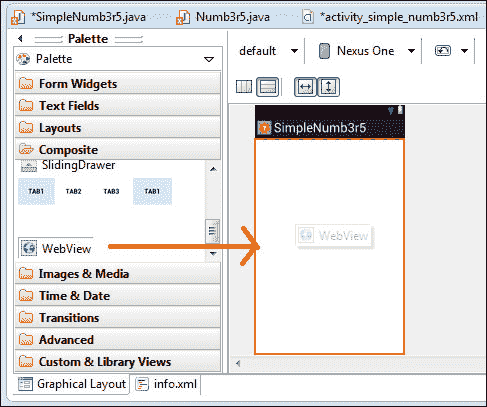 *SimpleNumb3r5.java
Numb3r5.java
*activity_simple_numb3r5.xml
Palette
Palette
Form Widgets
Text Fields
Layouts
Composite
SlidingDrawer
TAB1 TAB2 TAB3 TAB1
WebView
Images & Media
Time & Date
Transitions
Advanced
Custom & Library Views
Graphical Layout
info.xml
default
Nexus One
SimpleNumb3r5
WebView